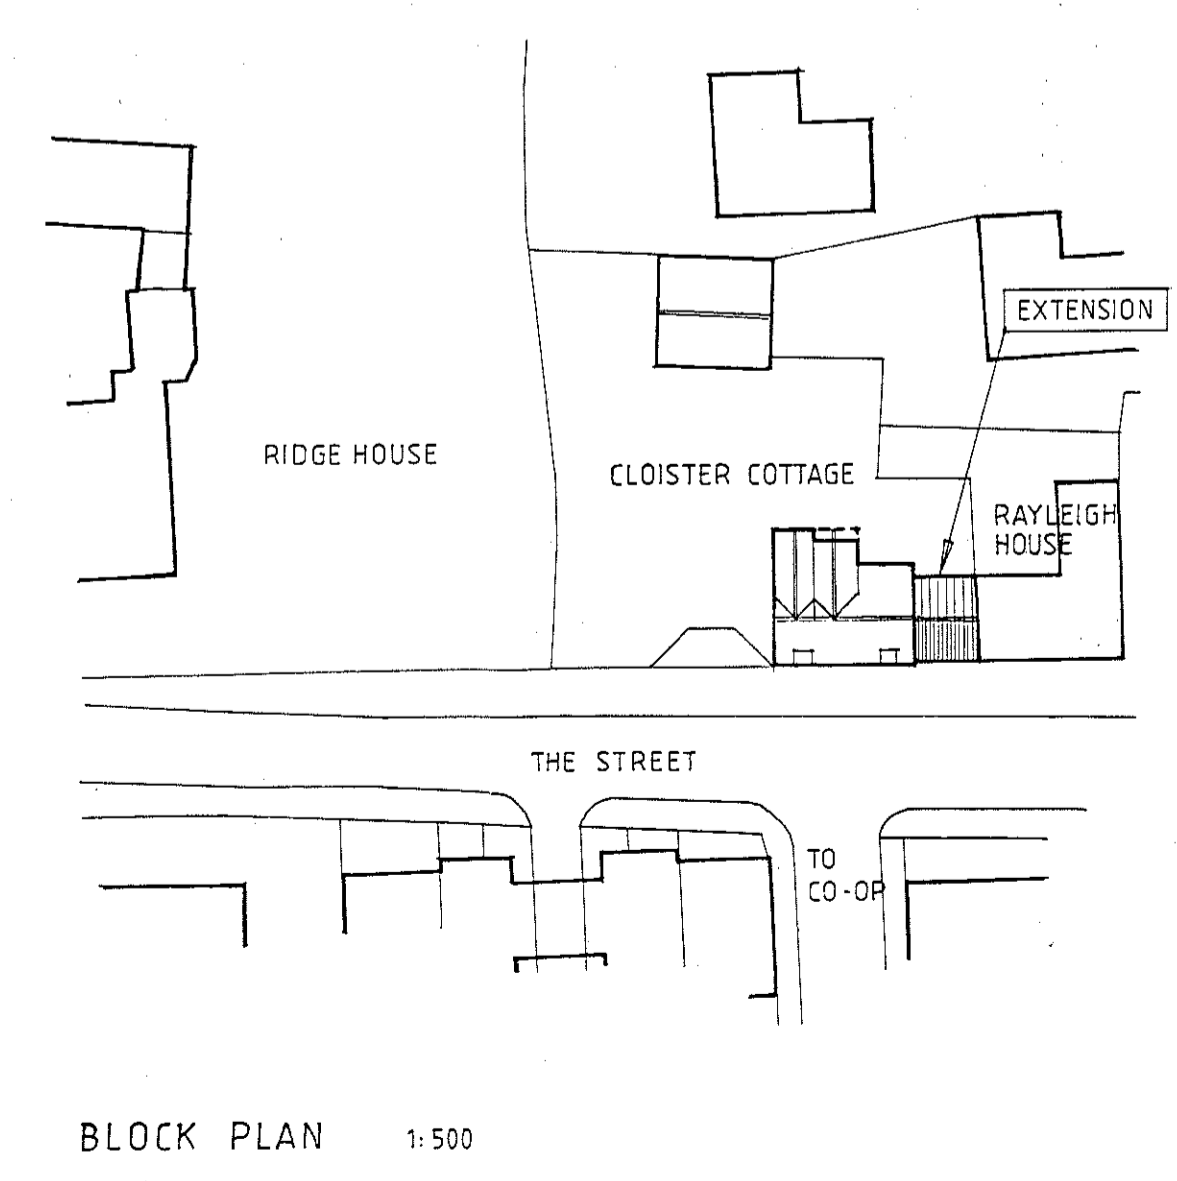 EXTENSION
RIDGE HOUSE
CLOISTER COTTAGE
RAYLEIGH
HOUSE
THE STREET
TO
CO-OP
BLOCK PLAN 1:500